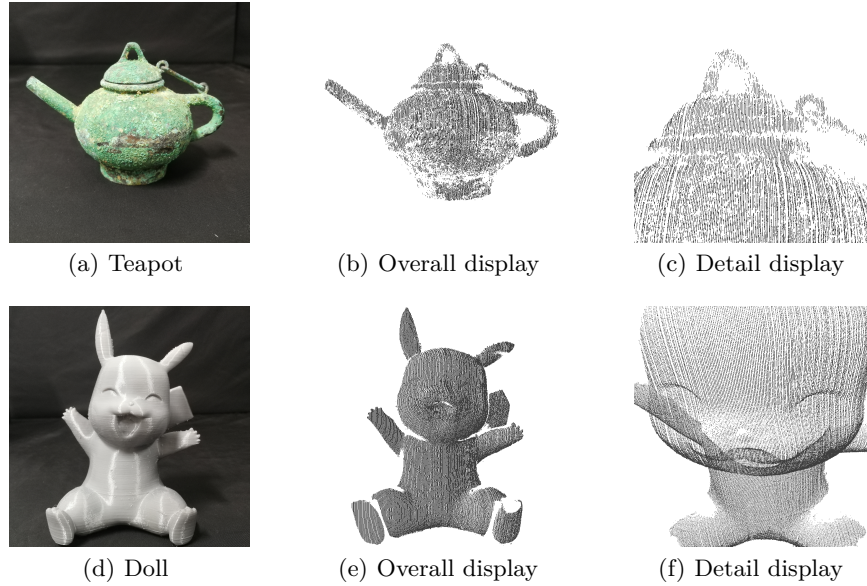 (a) Teapot
(b) Overall display
(c) Detail display
(d) Doll
(e) Overall display
(f) Detail display